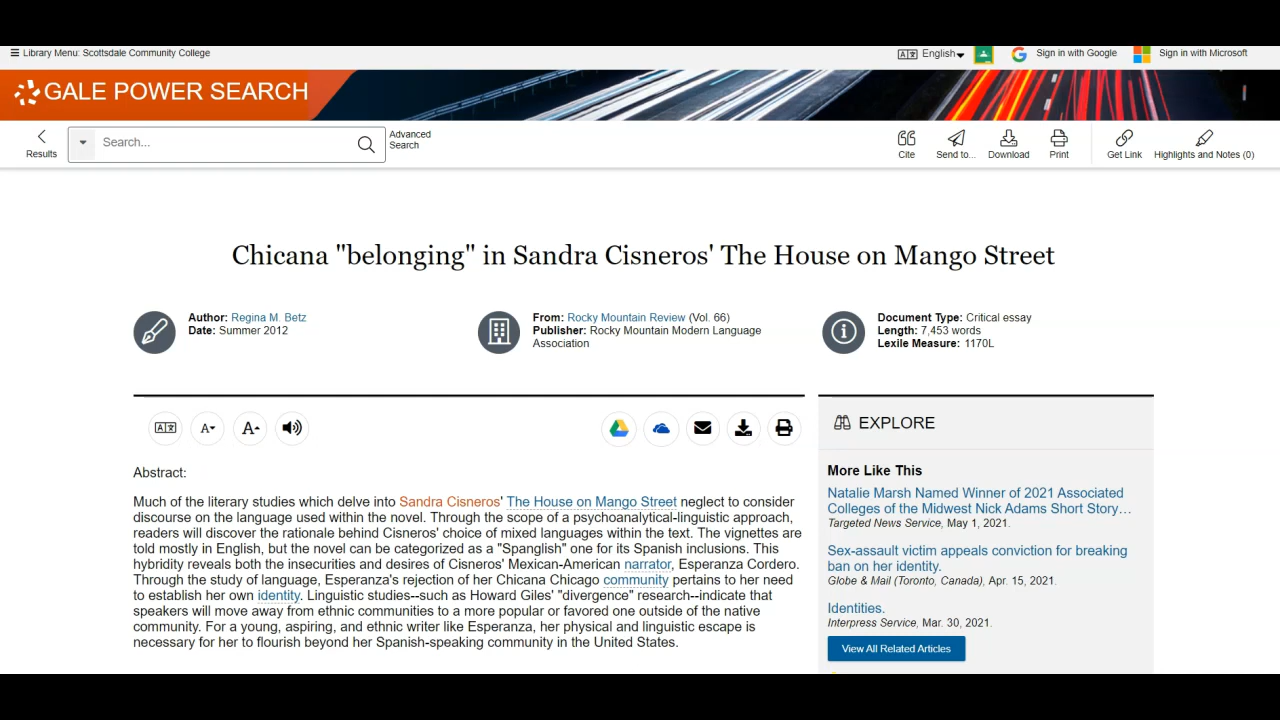 Library Menu: Scottsdale Community College
English
Sign in with Google
Sign in with Microsoft
GALE POWER SEARCH
Results
Search...
Advanced
Search
Cite
Send to...
Download
Print
Get Link
Highlights and Notes (0)
Chicana "belonging" in Sandra Cisneros' The House on Mango Street
Author: Regina M. Betz
Date: Summer 2012
From: Rocky Mountain Review (Vol. 66)
Publisher: Rocky Mountain Modern Language
Association
Document Type: Critical essay
Length: 7,453 words
Lexile Measure: 1170L
A
A
Abstract:
Much of the literary studies which delve into Sandra Cisneros' The House on Mango Street neglect to consider
discourse on the language used within the novel. Through the scope of a psychoanalytical-linguistic approach,
readers will discover the rationale behind Cisneros' choice of mixed languages within the text. The vignettes are
told mostly in English, but the novel can be categorized as a "Spanglish" one for its Spanish inclusions. This
hybridity reveals both the insecurities and desires of Cisneros' Mexican-American narrator, Esperanza Cordero.
Through the study of language, Esperanza's rejection of her Chicana Chicago community pertains to her need
to establish her own identity. Linguistic studies--such as Howard Giles' "divergence" research--indicate that
speakers will move away from ethnic communities to a more popular or favored one outside of the native
community. For a young, aspiring, and ethnic writer like Esperanza, her physical and linguistic escape is
necessary for her to flourish beyond her Spanish-speaking community in the United States.
EXPLORE
More Like This
Natalie Marsh Named Winner of 2021 Associated
Colleges of the Midwest Nick Adams Short Story…
Targeted News Service, May 1, 2021.
Sex-assault victim appeals conviction for breaking
ban on her identity.
Globe & Mail (Toronto, Canada), Apr. 15, 2021.
Identities.
Interpress Service, Mar. 30, 2021.
View All Related Articles